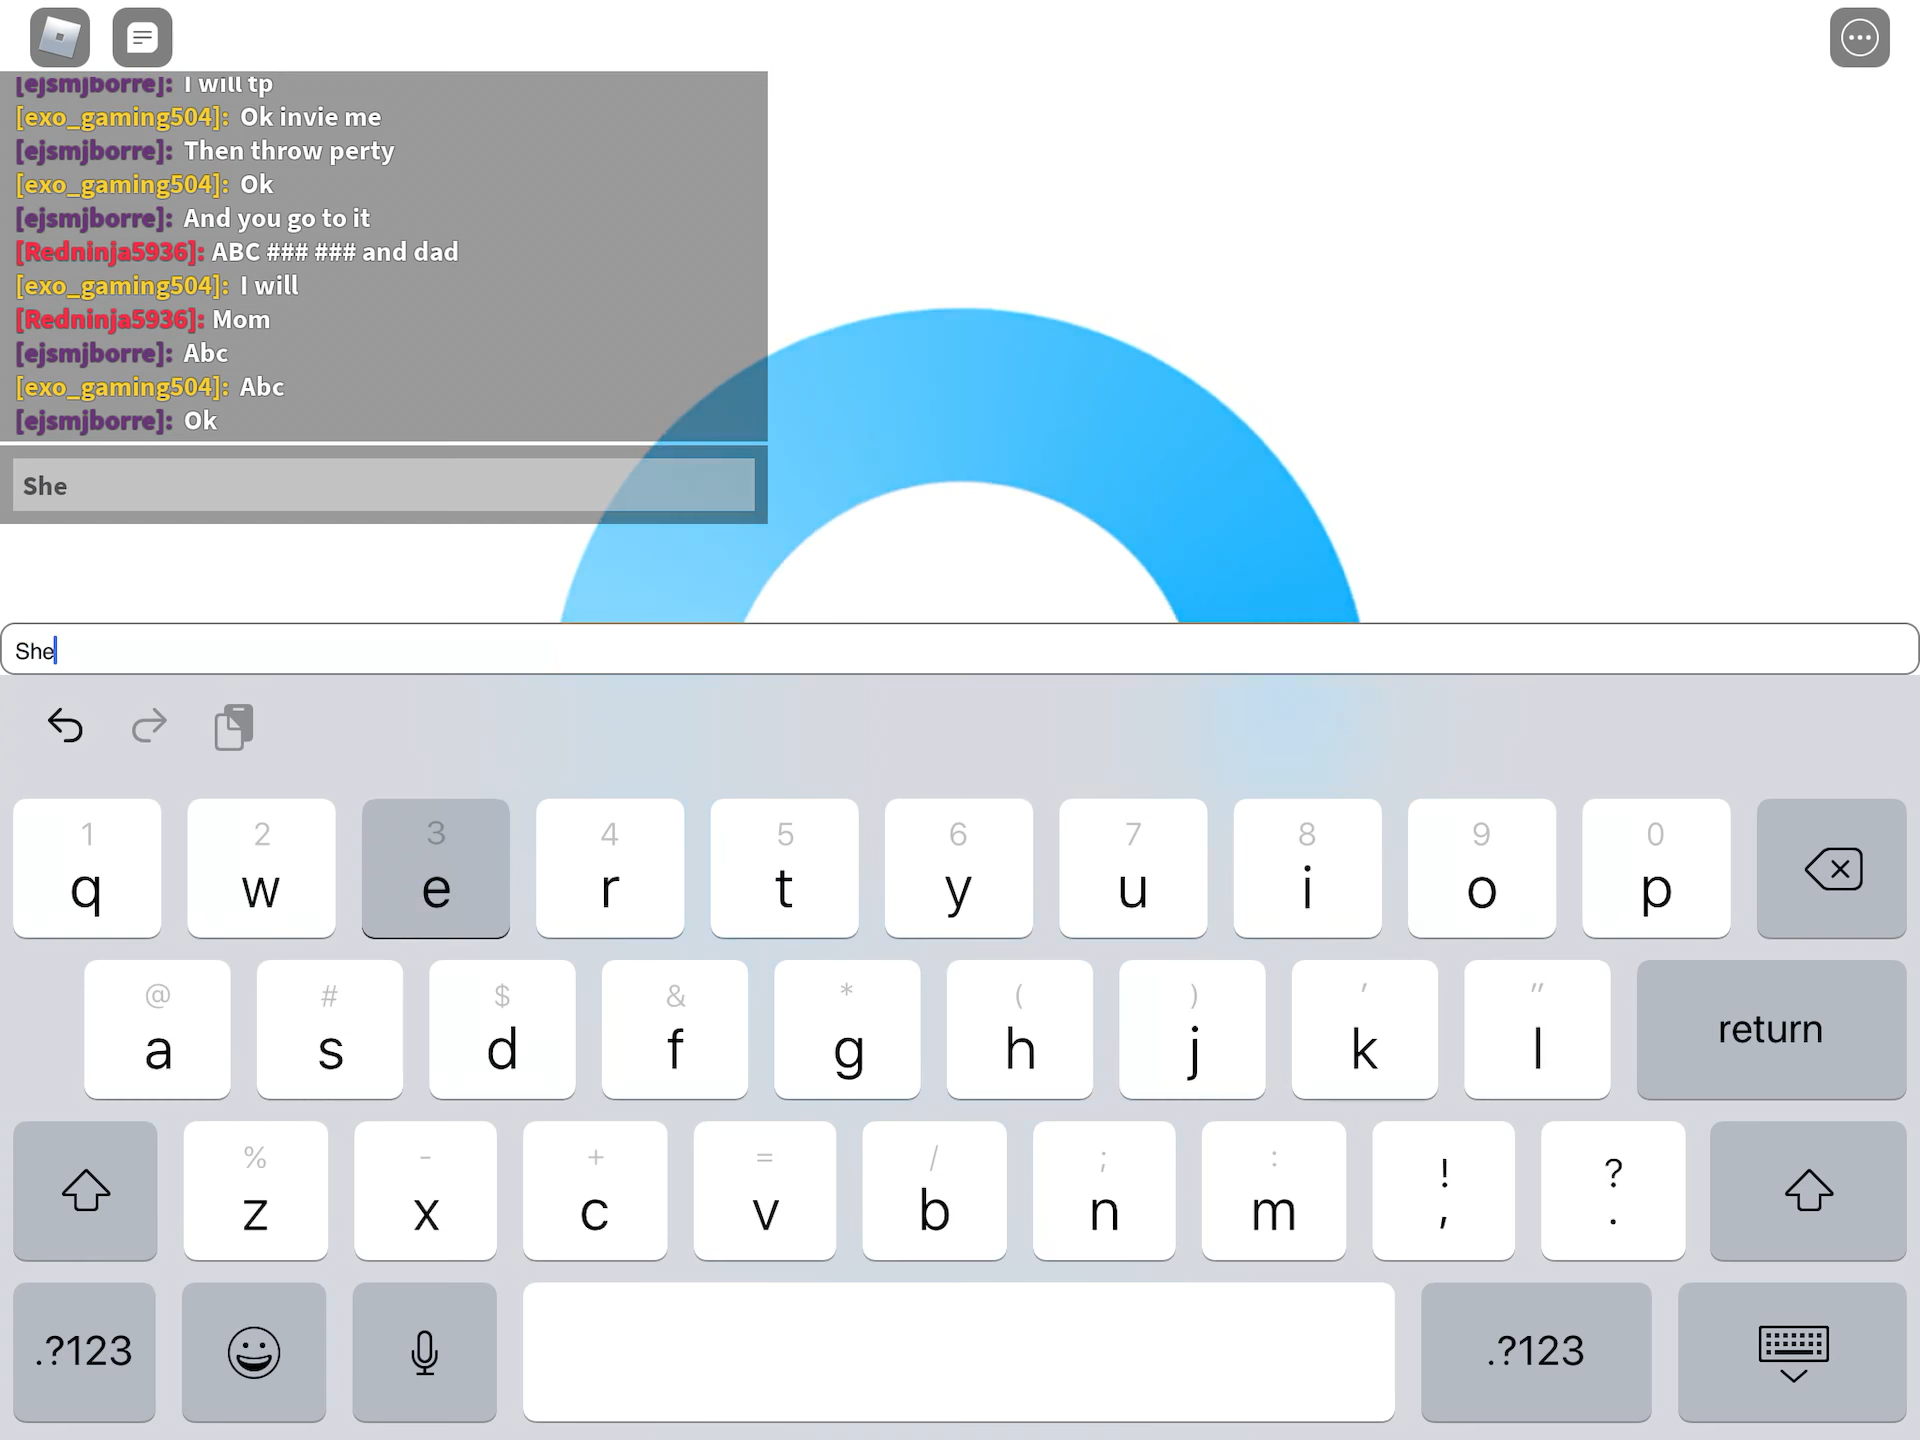 [ejsmjborre]: I will tp
[exo_gaming504]: Ok invie me
[ejsmjborre]: Then throw perty
[exo_gaming504]: Ok
[ejsmjborre]: And you go to it
[Redninja5936]: ABC ### ### and dad
[exo_gaming504]: I will
[Redninja5936]: Mom
[ejsmjborre]: Abc
[exo_gaming504]: Abc
[ejsmjborre]: Ok
She
She
1 2 3 4 5 6 7 8 9 0
q w e r t y u i o p
@ # $ & * ( ) ' "
a s d f g h j k l return
% - + = / ; : ! ?
z x c v b n m , .
.?123 .?123